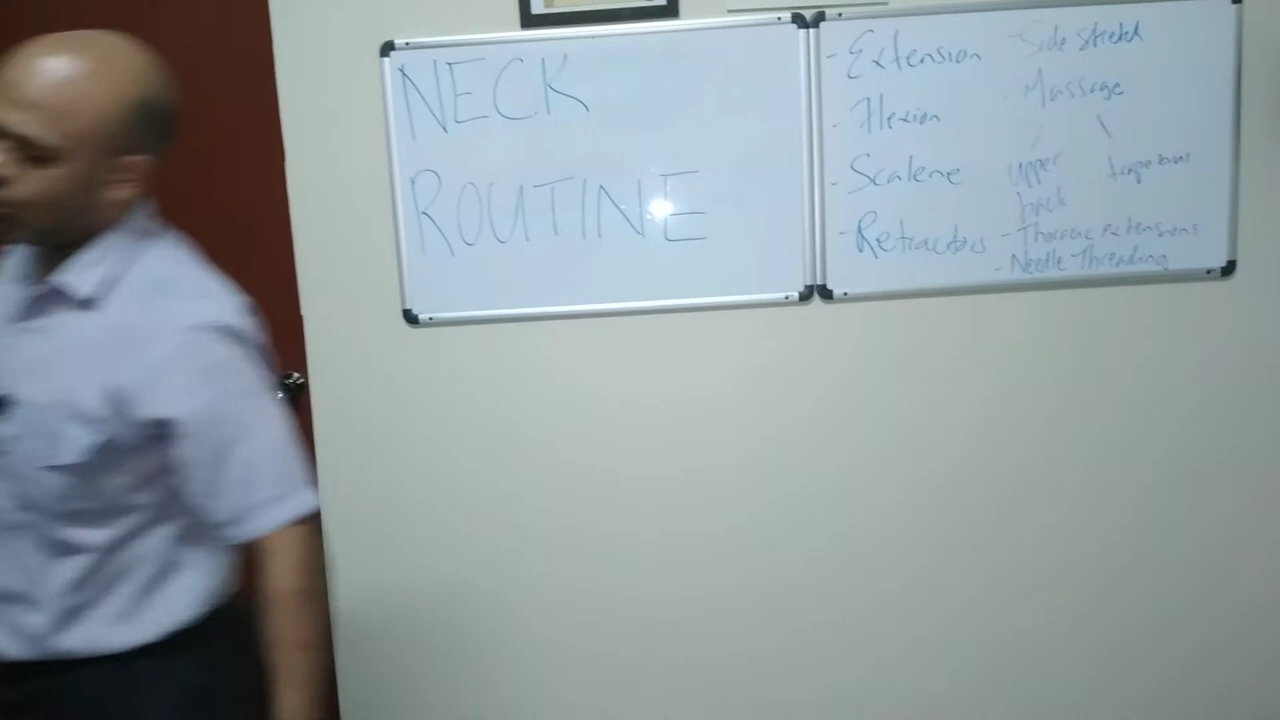 NECK
ROUTINE
- Extension
- Flexion
- Scalene
- Retractors
Side stretch
Massage
upper
back
trapezius
- Thoracic extensions
- Needle Threading